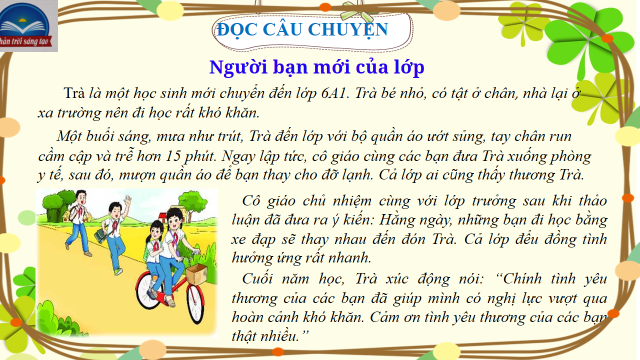 chân trời sáng tạo
ĐỌC CÂU CHUYỆN
Người bạn mới của lớp
Trà là một học sinh mới chuyển đến lớp 6A1. Trà bé nhỏ, có tật ở chân, nhà lại ở
xa trường nên đi học rất khó khăn.
Một buổi sáng, mưa như trút, Trà đến lớp với bộ quần áo ướt sũng, tay chân run
cầm cập và trễ hơn 15 phút. Ngay lập tức, cô giáo cùng các bạn đưa Trà xuống phòng
y tế, sau đó, mượn quần áo để bạn thay cho đỡ lạnh. Cả lớp ai cũng thấy thương Trà.
Cô giáo chủ nhiệm cùng với lớp trưởng sau khi thảo
luận đã đưa ra ý kiến: Hằng ngày, những bạn đi học bằng
xe đạp sẽ thay nhau đến đón Trà. Cả lớp đều đồng tình
hưởng ứng rất nhanh.
Cuối năm học, Trà xúc động nói: “Chính tình yêu
thương của các bạn đã giúp mình có nghị lực vượt qua
hoàn cảnh khó khăn. Cảm ơn tình yêu thương của các bạn
thật nhiều.”